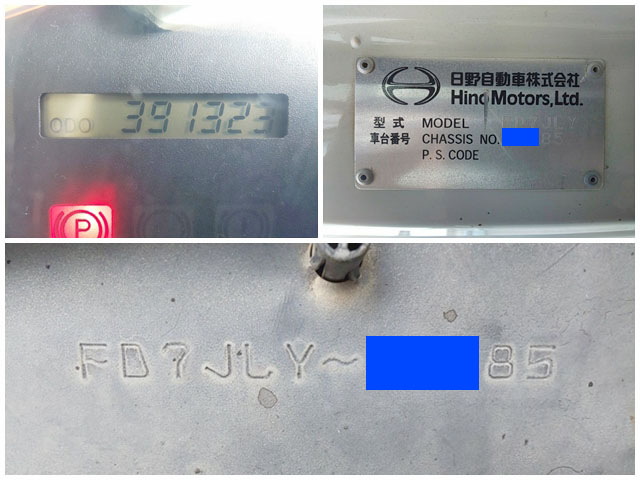 ODO 391323
P
日野自動車株式会社
Hino Motors, Ltd.
型式 MODEL FD7JLY
車台番号 CHASSIS NO. 85
P. S. CODE
FD7JLY~ 85